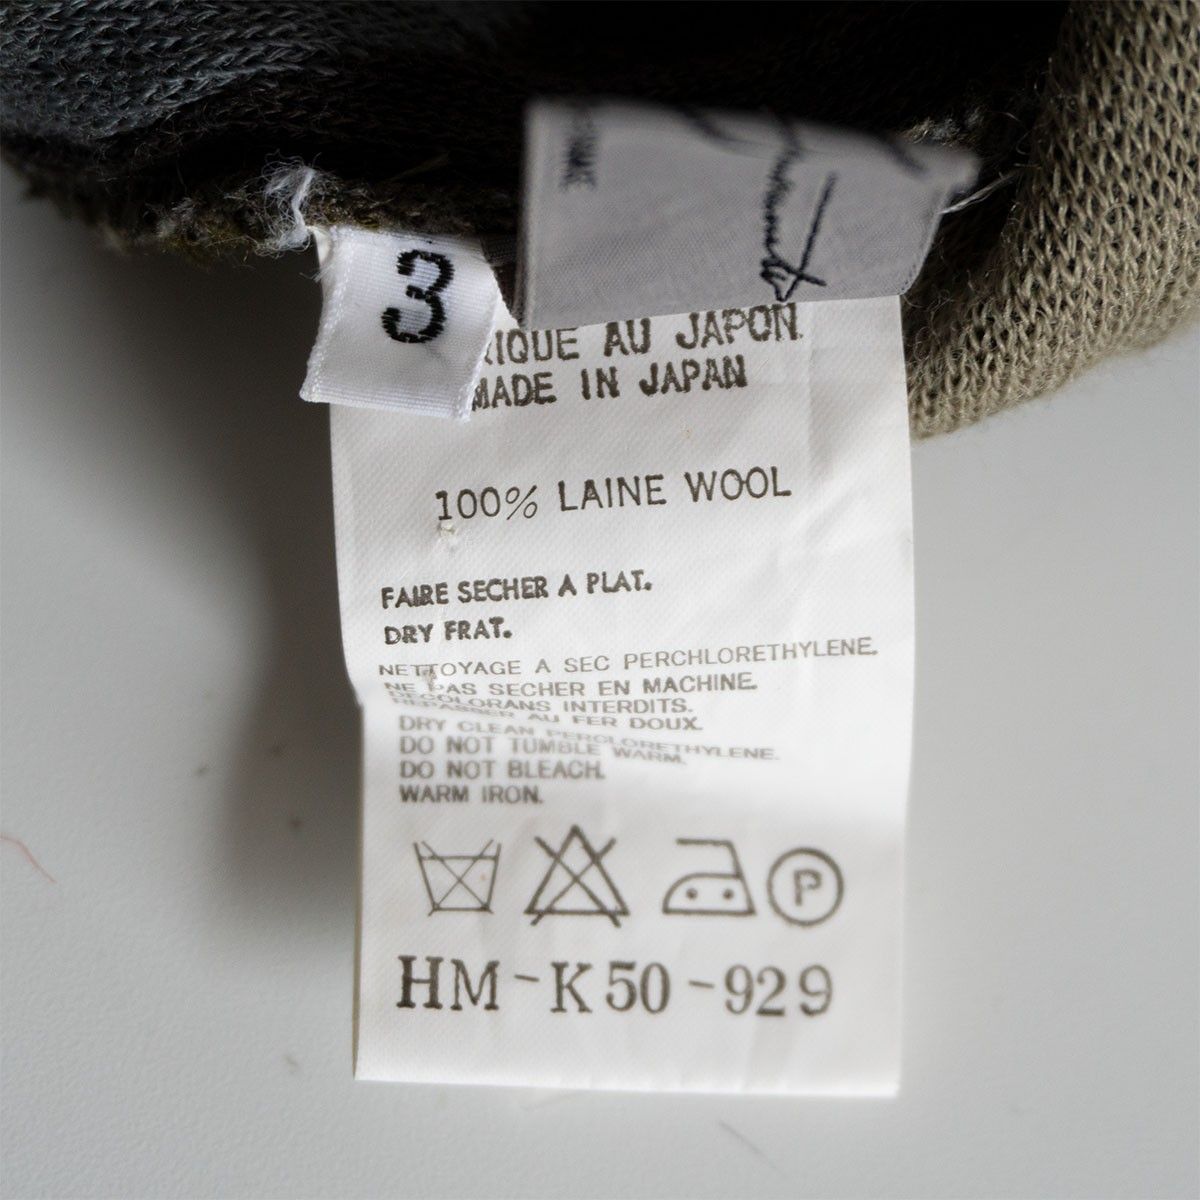 3
RIQUE AU JAPON
MADE IN JAPAN
100% LAINE WOOL
FAIRE SECHER A PLAT.
DRY FRAT.
NETTOYAGE A SEC PERCHLORETHYLENE.
NE PAS SECHER EN MACHINE.
DECOLORANS INTERDITS.
REPASSER AU FER DOUX.
DRY CLEAN PERCLORETHYLENE.
DO NOT TUMBLE WARM.
DO NOT BLEACH.
WARM IRON.
P
HM-K50-929